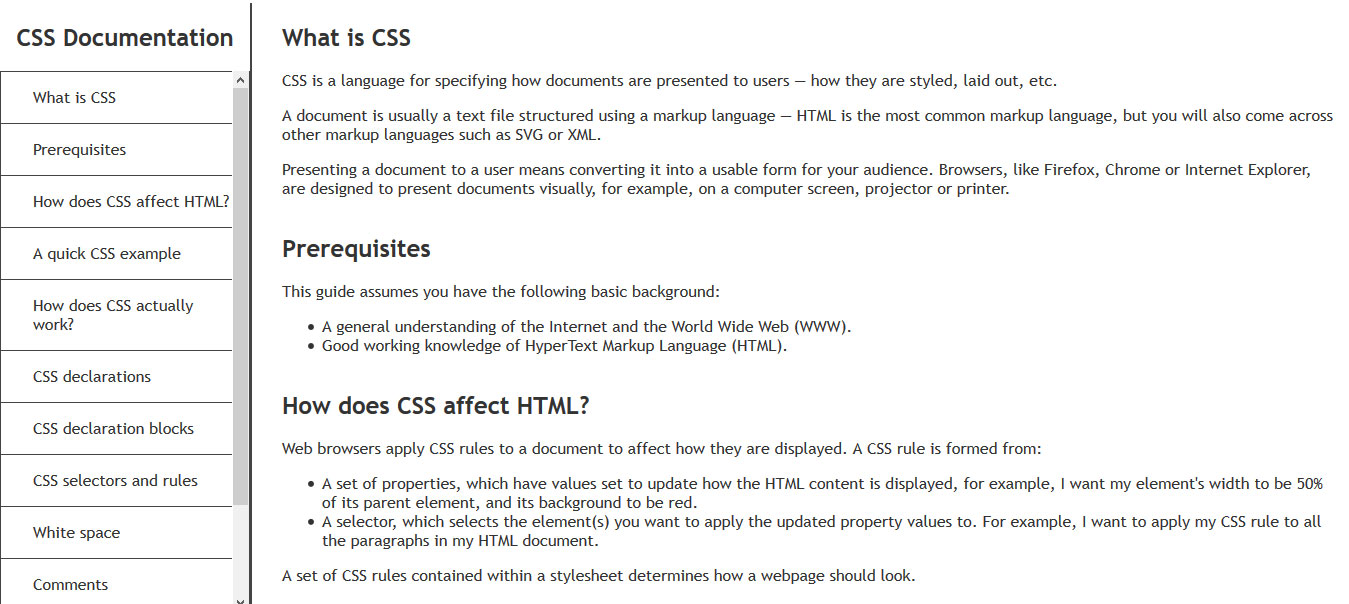 CSS Documentation
What is CSS
Prerequisites
How does CSS affect HTML?
A quick CSS example
How does CSS actually
work?
CSS declarations
CSS declaration blocks
CSS selectors and rules
White space
Comments
What is CSS
CSS is a language for specifying how documents are presented to users — how they are styled, laid out, etc.
A document is usually a text file structured using a markup language — HTML is the most common markup language, but you will also come across
other markup languages such as SVG or XML.
Presenting a document to a user means converting it into a usable form for your audience. Browsers, like Firefox, Chrome or Internet Explorer,
are designed to present documents visually, for example, on a computer screen, projector or printer.
Prerequisites
This guide assumes you have the following basic background:
• A general understanding of the Internet and the World Wide Web (WWW).
• Good working knowledge of HyperText Markup Language (HTML).
How does CSS affect HTML?
Web browsers apply CSS rules to a document to affect how they are displayed. A CSS rule is formed from:
• A set of properties, which have values set to update how the HTML content is displayed, for example, I want my element's width to be 50%
of its parent element, and its background to be red.
• A selector, which selects the element(s) you want to apply the updated property values to. For example, I want to apply my CSS rule to all
the paragraphs in my HTML document.
A set of CSS rules contained within a stylesheet determines how a webpage should look.